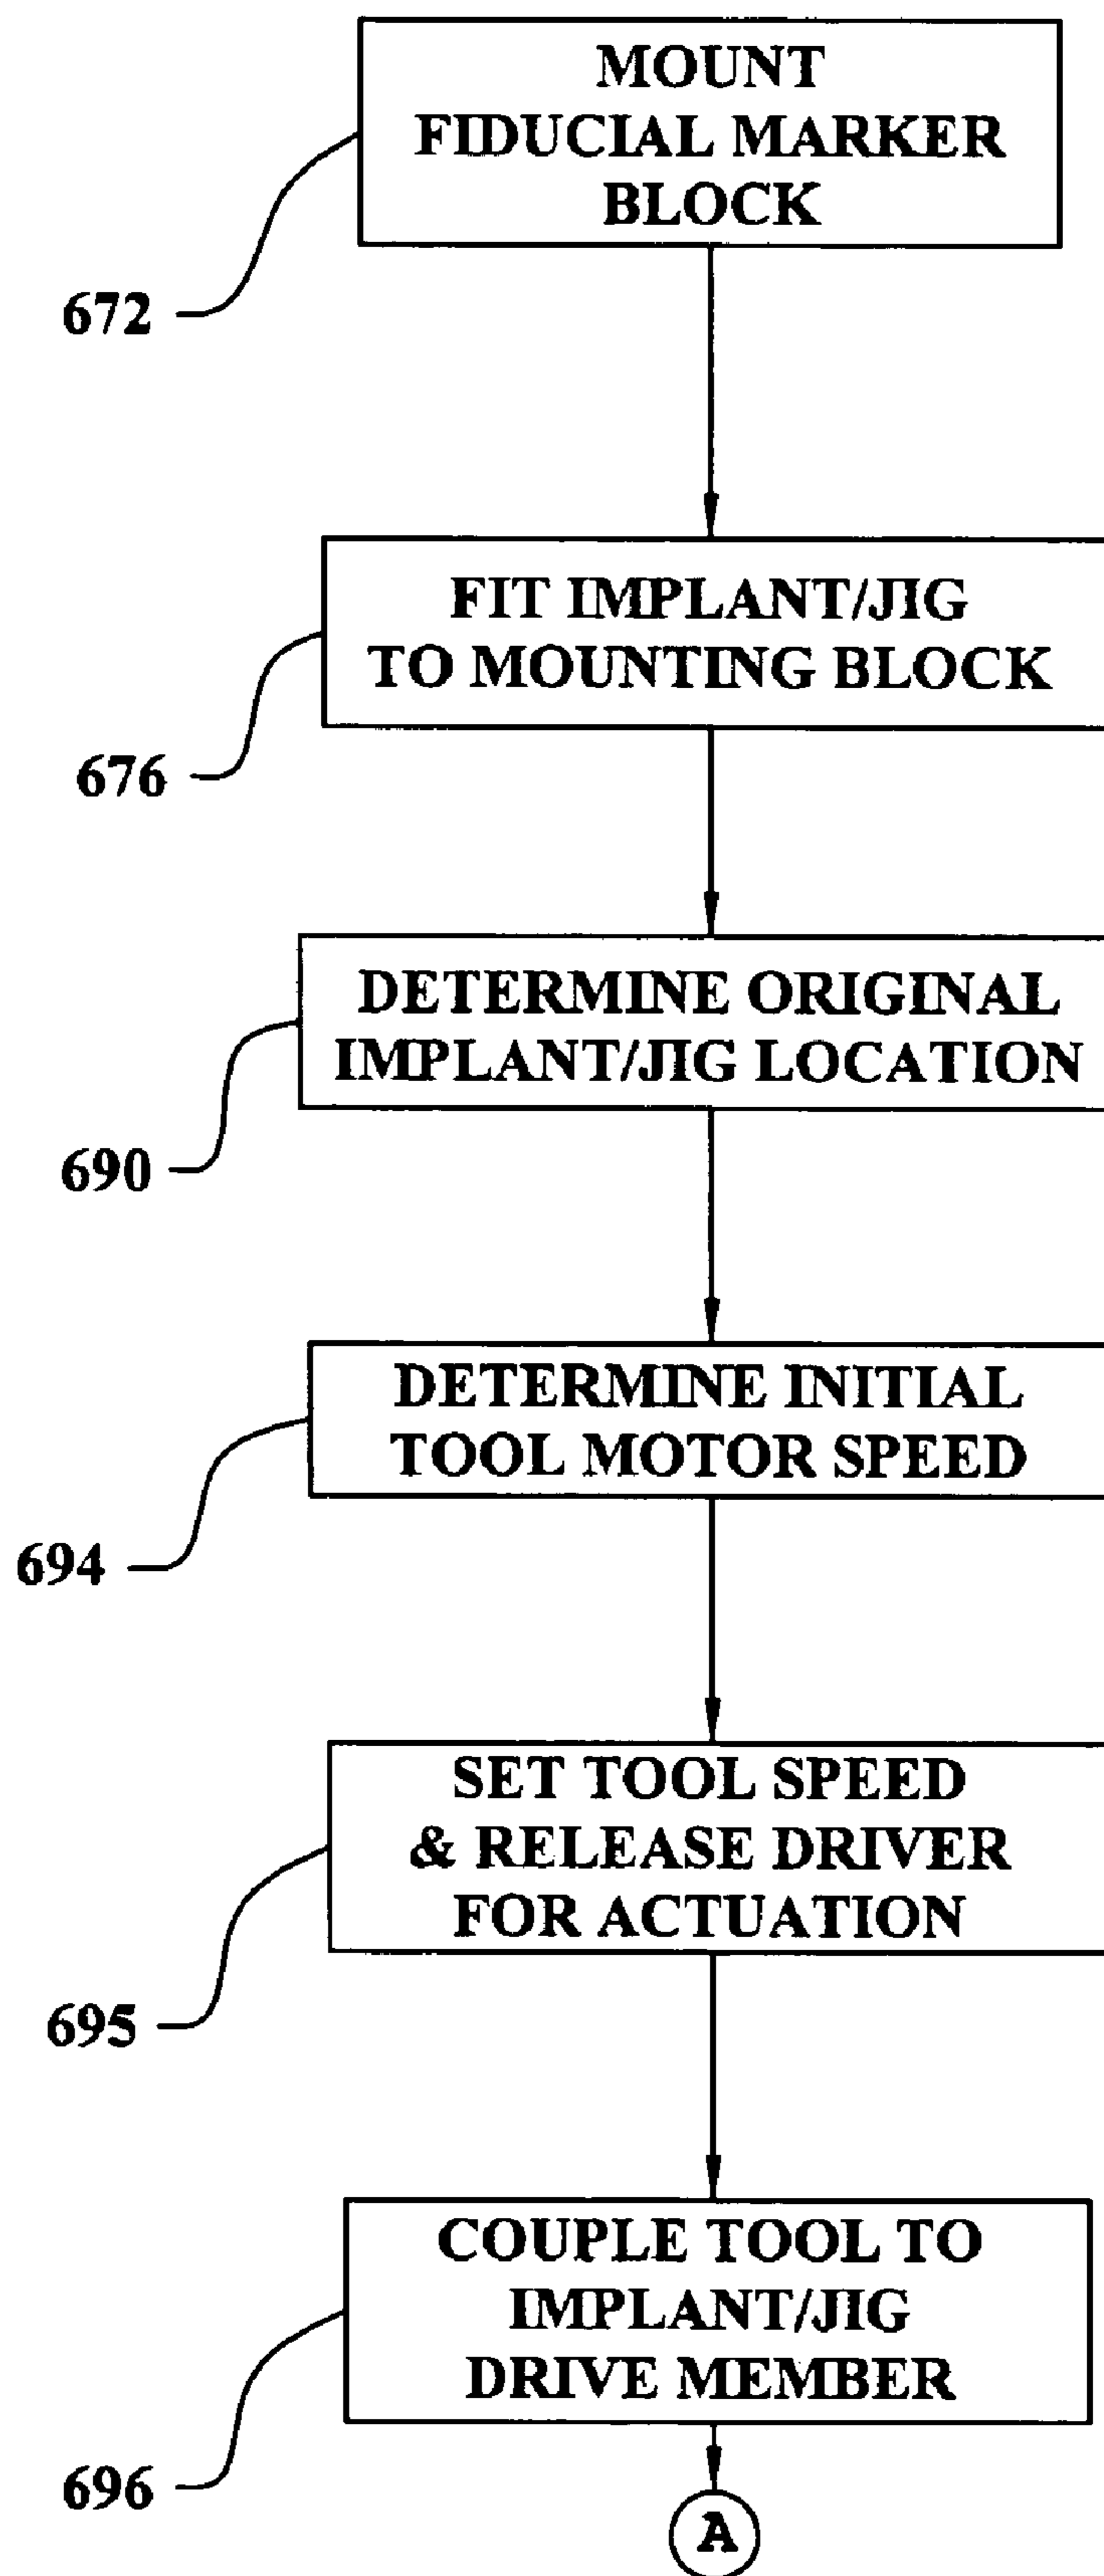 MOUNT
FIDUCIAL MARKER
BLOCK
672
FIT IMPLANT/JIG
TO MOUNTING BLOCK
676
DETERMINE ORIGINAL
IMPLANT/JIG LOCATION
690
DETERMINE INITIAL
TOOL MOTOR SPEED
694
SET TOOL SPEED
& RELEASE DRIVER
FOR ACTUATION
695
COUPLE TOOL TO
IMPLANT/JIG
DRIVE MEMBER
696
A